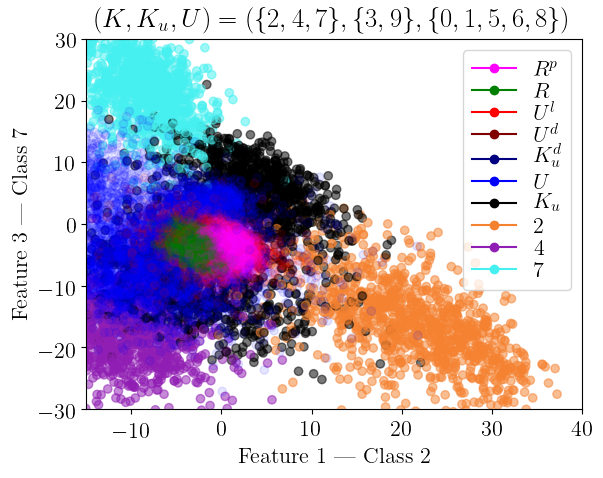 (K, K_u, U) = ({2, 4, 7}, {3, 9}, {0, 1, 5, 6, 8})
Feature 3 — Class 7
30
20
10
0
−10
−20
−30
R^p
R
U^l
U^d
K_u^d
U
K_u
2
4
7
−10
0
10
20
30
40
Feature 1 — Class 2